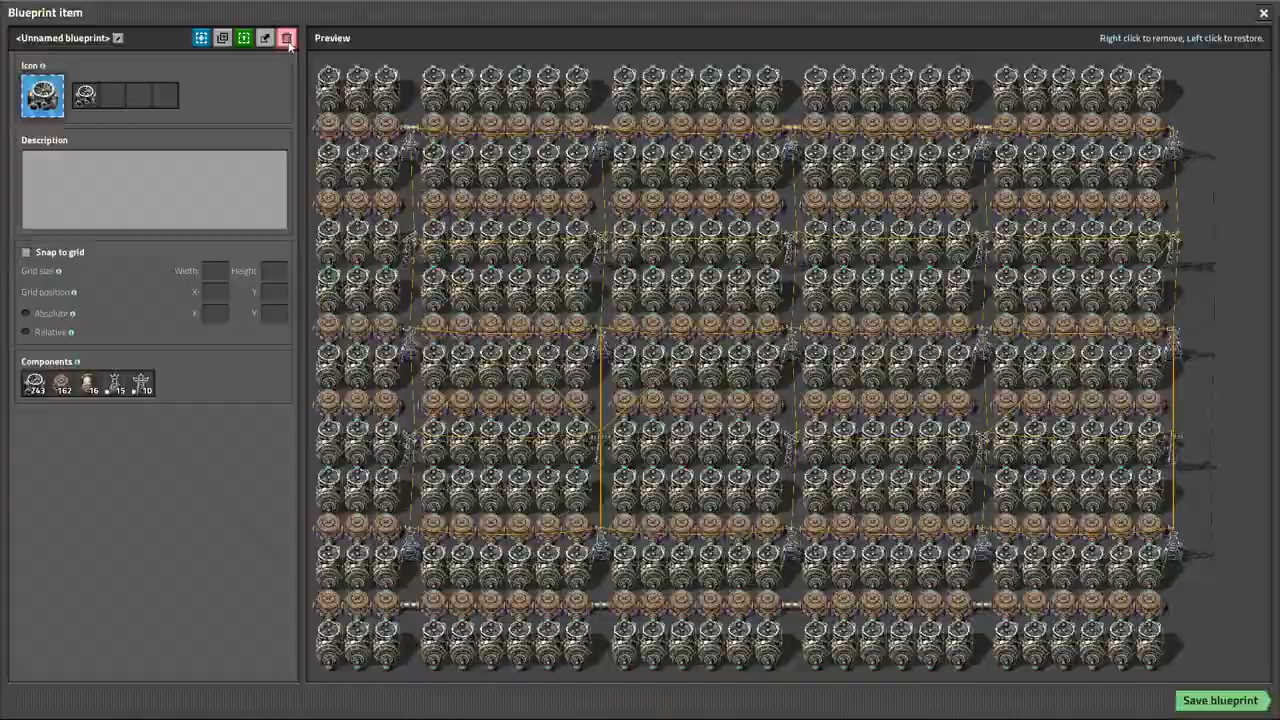 Blueprint item
<Unnamed blueprint>
Preview
Right click to remove, Left click to restore.
Icon
Description
Snap to grid
Grid size
Width:
Height:
Grid position
X:
Y:
Absolute
X:
Y:
Relative
Components
162
16
15
10
Save blueprint